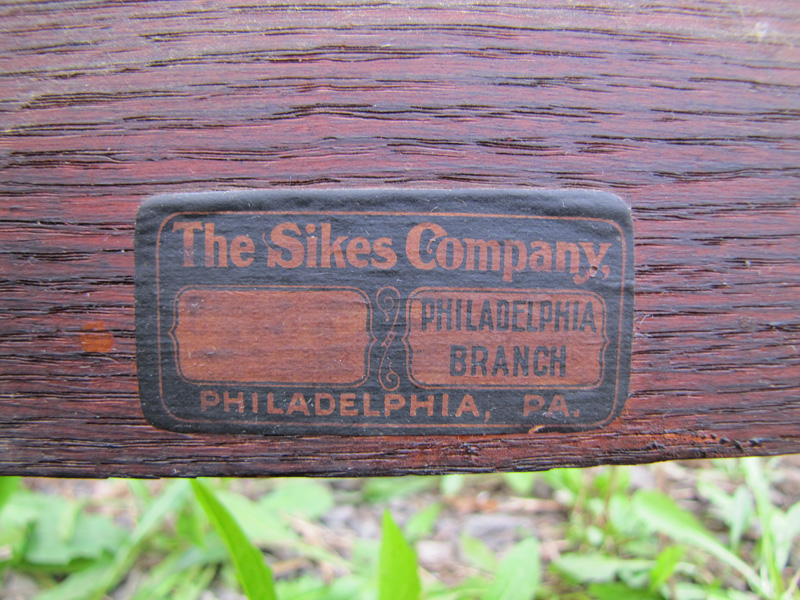 The Sikes Company,
PHILADELPHIA
BRANCH
PHILADELPHIA, PA.